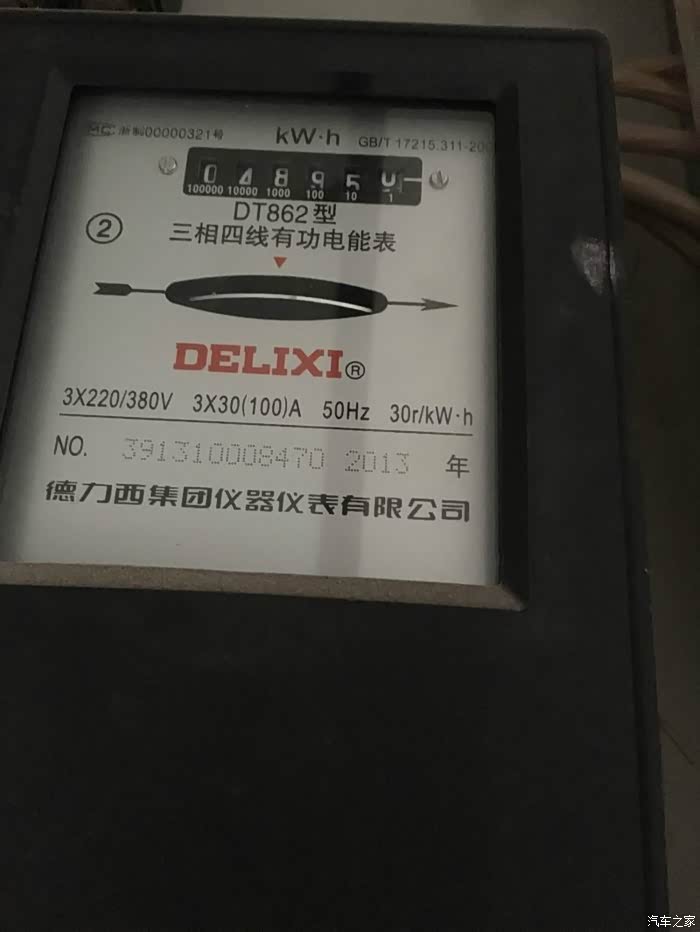 MC 浙制00000321号 kW·h GB/T 17215.311-200
0 4 8 9 5 0
100000 10000 1000 100 10 1
DT862型
② 三相四线有功电能表
DELIXI®
3X220/380V 3X30(100)A 50Hz 30r/kW·h
NO. 391310008470 2013 年
德力西集团仪器仪表有限公司
汽车之家